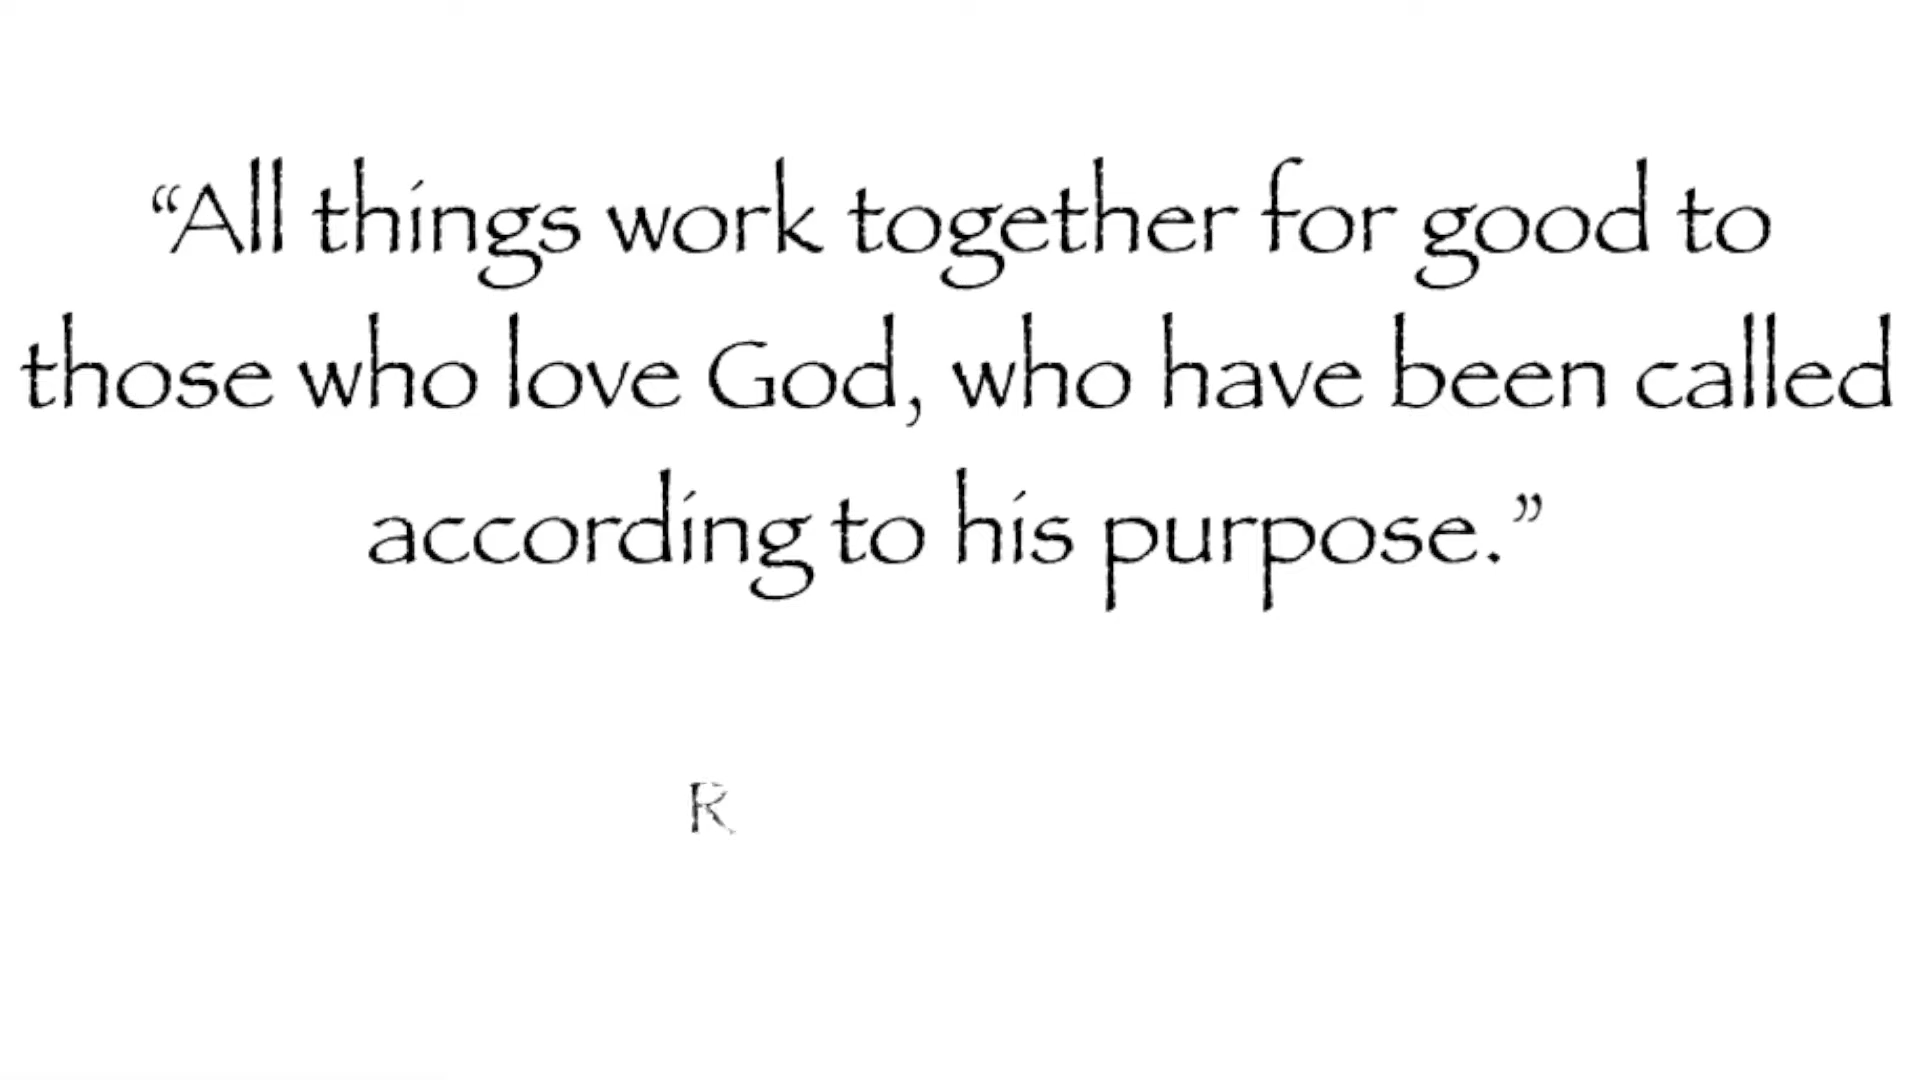 “All things work together for good to
those who love God, who have been called
according to his purpose.”
R